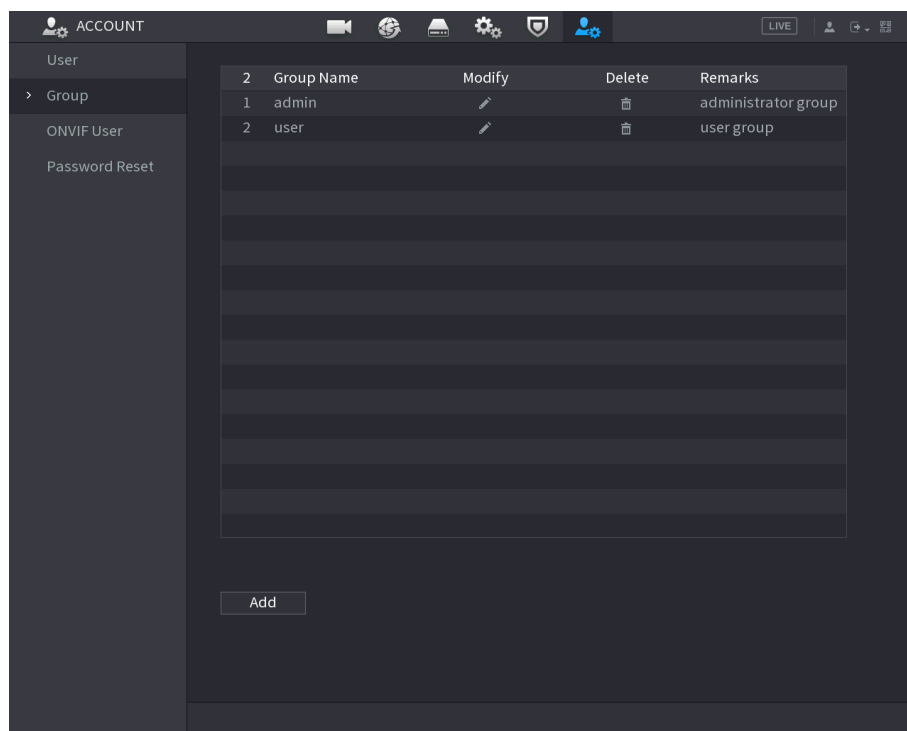 ACCOUNT
LIVE
User
Group
ONVIF User
Password Reset
2 Group Name Modify Delete Remarks
1 admin administrator group
2 user user group
Add